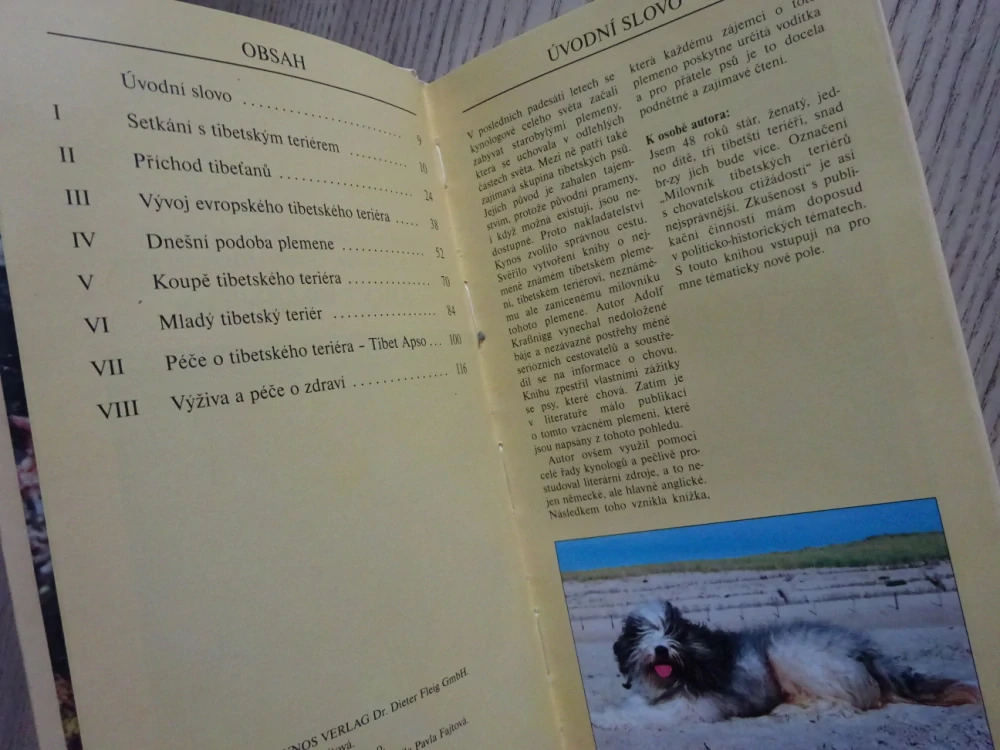 OBSAH
Úvodní slovo .......................... 9
I Setkání s tibetským teriérem ............ 10
II Příchod tibeťanů ...................... 24
III Vývoj evropského tibetského teriéra ..... 38
IV Dnešní podoba plemene ................ 52
V Koupě tibetského teriéra ................ 70
VI Mladý tibetský teriér .................. 84
VII Péče o tibetského teriéra – Tibet Apso ... 100
VIII Výživa a péče o zdraví ................ 116
VERLAG Dr. Dieter Fleig GmbH.
Pavla Fajtová.
ÚVODNÍ SLOVO
V posledních padesáti letech se
kynologové celého světa začali
zabývat starobylými plemeny,
která se uchovala v odlehlých
částech světa. Mezi ně patří také
zajímavá skupina tibetských psů.
Jejich původ je zahalen tajem-
stvím, protože původní prameny,
i když možná existují, jsou ne-
dostupné. Proto nakladatelství
Kynos zvolilo správnou cestu.
Svěřilo vytvoření knihy o nej-
méně známém tibetském pleme-
ni, tibetském teriérovi, neznámé-
mu ale zanícenému milovníku
tohoto plemene. Autor Adolf
Kraßnigg vynechal nedoložené
báje a nezávazné postřehy méně
seriozních cestovatelů a soustře-
dil se na informace o chovu.
Knihu zpestřil vlastními zážitky
se psy, které chová. Zatím je
v literatuře málo publikací
o tomto vzácném plemeni, které
jsou napsány z tohoto pohledu.
Autor ovšem využil pomoci
celé řady kynologů a pečlivě pro-
studoval literární zdroje, a to ne-
jen německé, ale hlavně anglické.
Následkem toho vznikla knížka,
která každému zájemci o toto
plemeno poskytne určitá vodítka
a pro přátele psů je to docela
podnětné a zajímavé čtení.
K osobě autora:
Jsem 48 roků stár, ženatý, jed-
no dítě, tři tibetští teriéři, snad
br-zy jich bude více. Označení
„Milovník tibetských teriérů
s chovatelskou ctižádostí" je asi
nejsprávnější. Zkušenost s publi-
kační činností mám doposud
v politicko-historických tématech.
S touto knihou vstupuji na pro
mne tématicky nové pole.